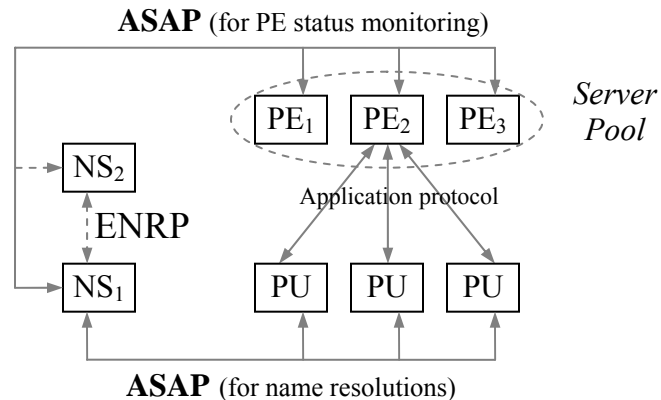 ASAP (for PE status monitoring)
PE₁ PE₂ PE₃
Server
Pool
NS₂
Application protocol
ENRP
NS₁ PU PU PU
ASAP (for name resolutions)